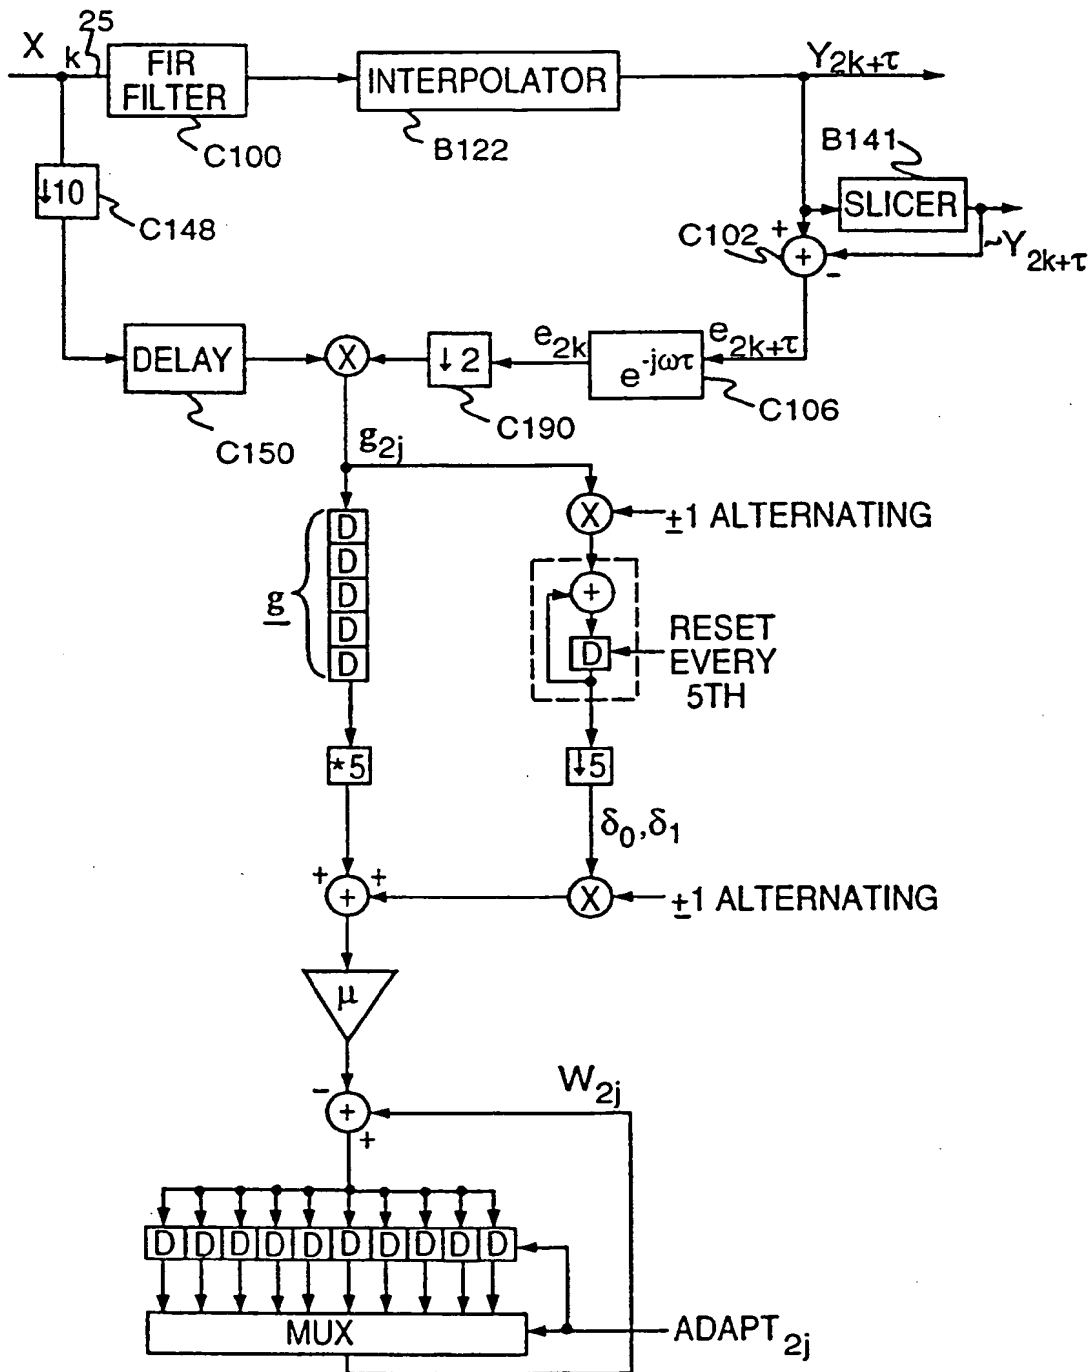 X
k
25
FIR
FILTER
C100
INTERPOLATOR
B122
Y2k+τ
B141
SLICER
↓10
C148
C102
+
+
-
~Y2k+τ
DELAY
C150
X
↓2
C190
e2k
e-jωτ
e2k+τ
C106
g2j
X
±1 ALTERNATING
g
D
D
D
D
D
+
D
RESET
EVERY
5TH
*5
↓5
δ0,δ1
+
+
+
X
±1 ALTERNATING
μ
-
+
+
W2j
D D D D D D D D D D
MUX
ADAPT2j